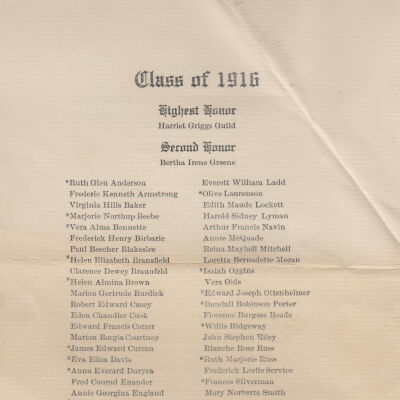 Class of 1916
Highest Honor
Harriet Griggs Guild
Second Honor
Bertha Irene Greene
*Ruth Glen Anderson
Frederic Kenneth Armstrong
Virginia Hills Baker
*Marjorie Northup Beebe
*Vera Alma Bennette
Frederick Henry Birbarie
Paul Beecher Blakeslee
*Helen Elizabeth Bransfield
Clarence Dewey Braunfeld
*Helen Almina Brown
Marion Gertrude Burdick
Robert Edward Casey
Eden Chandler Cook
Edward Francis Cotter
Marion Borgia Courtney
*James Edward Curran
*Eva Eliza Davis
*Anna Everard Duryea
Fred Conrad Enander
Annie Georgina England
Everett William Ladd
*Olive Laurenson
Edith Maude Lockett
Harold Sidney Lyman
Arthur Francis Navin
Annie McQuade
Reina Maybell Mitchell
Loretta Bernadette Moran
*Isaiah Oggins
Vera Olds
*Edward Joseph Ottenheimer
*Randall Robinson Porter
Florence Burgess Reade
*Willis Ridgeway
John Stephen Riley
Blanche Rose Russ
*Ruth Marjorie Russ
Frederick Leslie Service
*Frances Silverman
Mary Norberta Smith